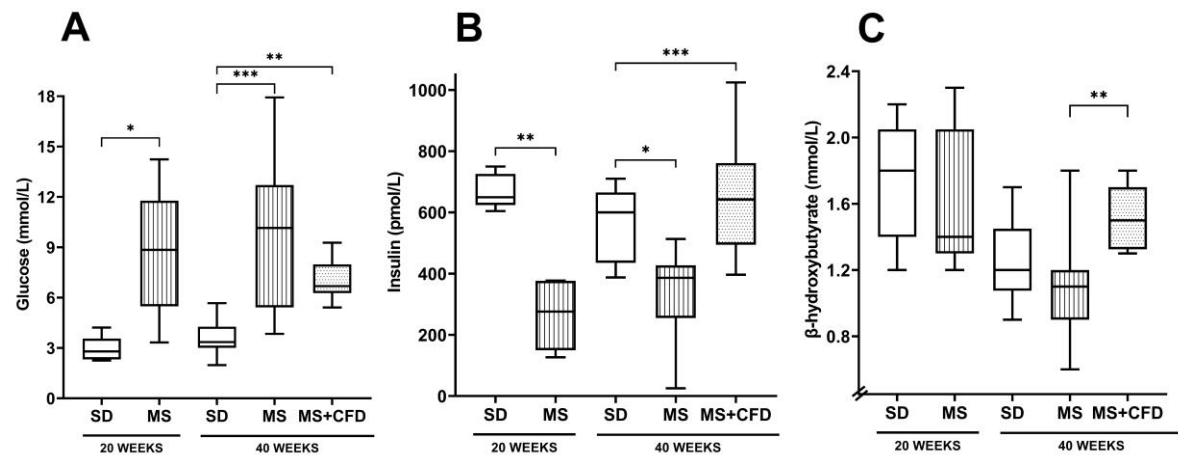 A
Glucose (mmol/L)
18
15
12
9
6
3
0
*
***
**
SD
MS
SD
MS
MS+CFD
20 WEEKS
40 WEEKS
B
Insulin (pmol/L)
1000
800
600
400
200
0
**
*
***
SD
MS
SD
MS
MS+CFD
20 WEEKS
40 WEEKS
C
β-hydroxybutyrate (mmol/L)
2.4
2.0
1.6
1.2
0.8
**
SD
MS
SD
MS
MS+CFD
20 WEEKS
40 WEEKS